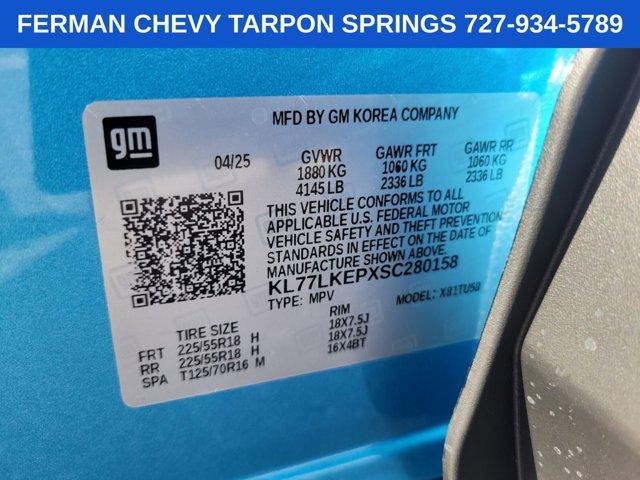 FERMAN CHEVY TARPON SPRINGS 727-934-5789
MFD BY GM KOREA COMPANY
gm
04/25 GVWR GAWR FRT GAWR RR
1880 KG 1060 KG 1060 KG
4145 LB 2336 LB 2336 LB
THIS VEHICLE CONFORMS TO ALL
APPLICABLE U.S. FEDERAL MOTOR
VEHICLE SAFETY AND THEFT PREVENTION
STANDARDS IN EFFECT ON THE DATE OF
MANUFACTURE SHOWN ABOVE.
KL77LKEPXSC280158
TYPE: MPV MODEL: X81TU58
TIRE SIZE RIM
FRT 225/55R18 H 18X7.5J
RR 225/55R18 H 18X7.5J
SPA T125/70R16 M 16X4BT